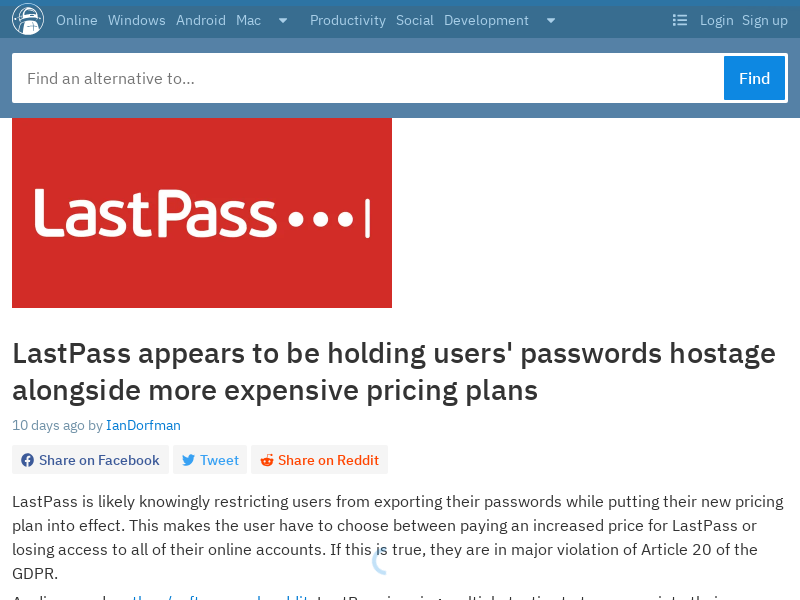 Online Windows Android Mac Productivity Social Development Login Sign up
Find an alternative to... Find
LastPass
LastPass appears to be holding users' passwords hostage
alongside more expensive pricing plans
10 days ago by IanDorfman
Share on Facebook Tweet Share on Reddit
LastPass is likely knowingly restricting users from exporting their passwords while putting their new pricing
plan into effect. This makes the user have to choose between paying an increased price for LastPass or
losing access to all of their online accounts. If this is true, they are in major violation of Article 20 of the
GDPR.